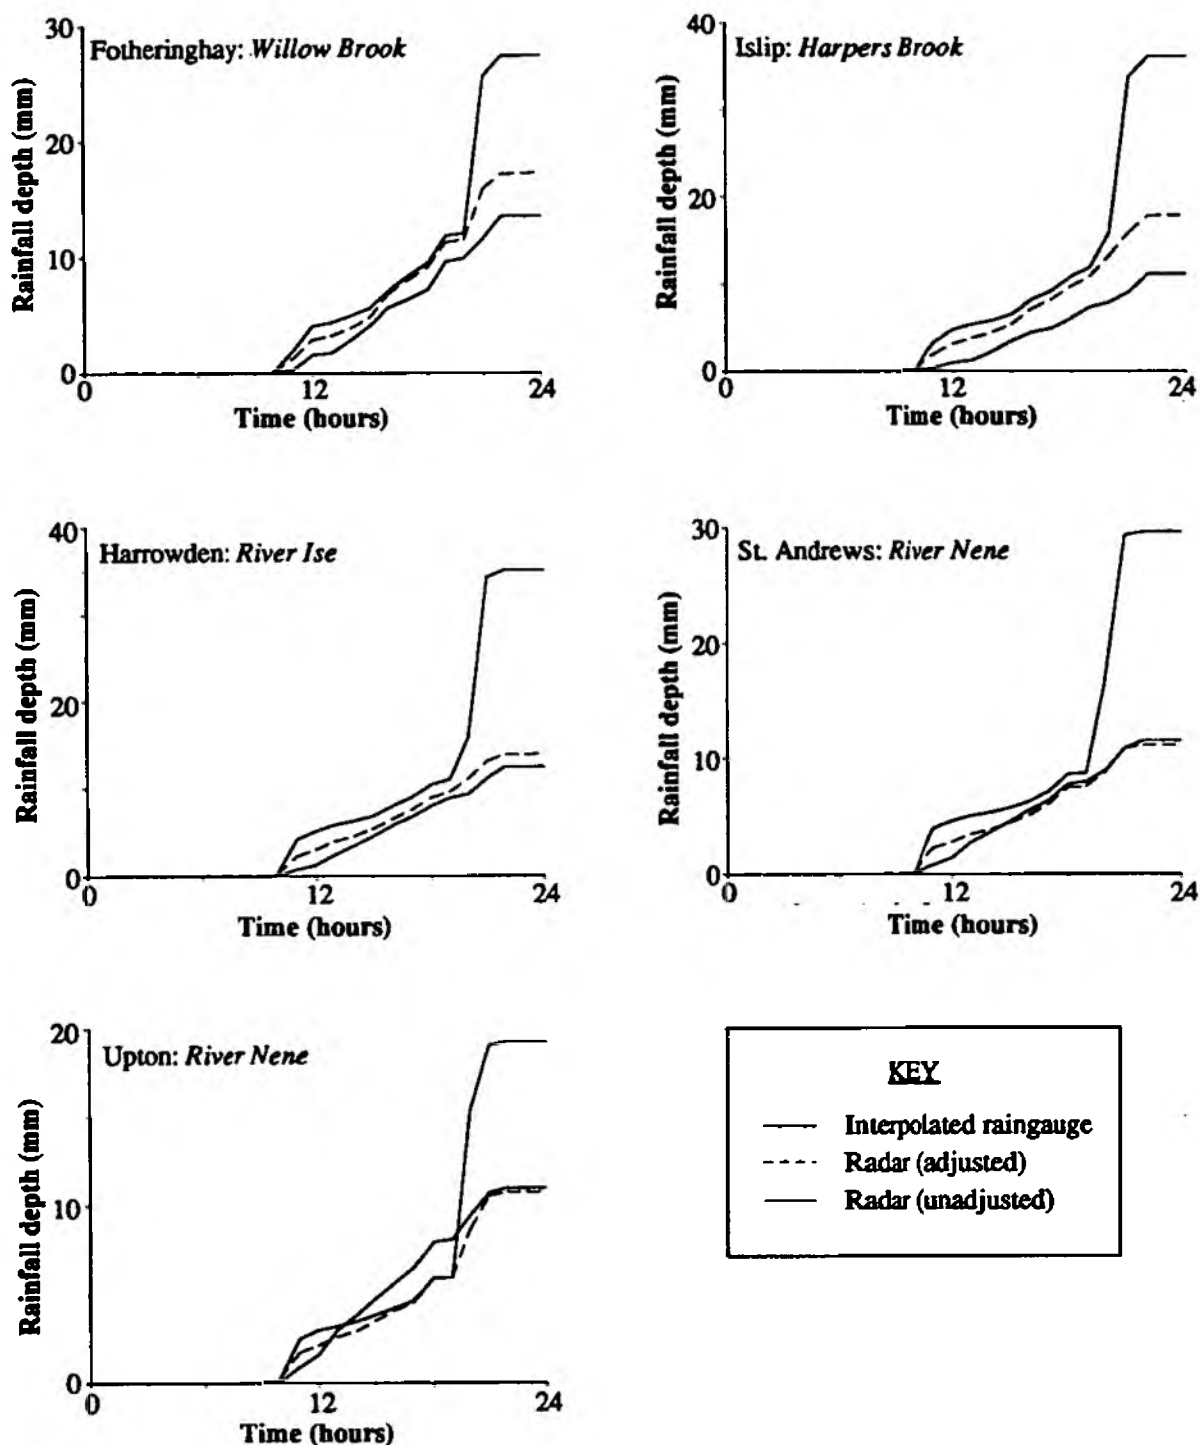 Fotheringhay: Willow Brook
Rainfall depth (mm)
30
20
10
0
0
12
24
Time (hours)
Islip: Harpers Brook
Rainfall depth (mm)
40
20
0
0
12
24
Time (hours)
Harrowden: River Ise
Rainfall depth (mm)
40
20
0
0
12
24
Time (hours)
St. Andrews: River Nene
Rainfall depth (mm)
30
20
10
0
0
12
24
Time (hours)
Upton: River Nene
Rainfall depth (mm)
20
10
0
0
12
24
Time (hours)
KEY
Interpolated raingauge
Radar (adjusted)
Radar (unadjusted)